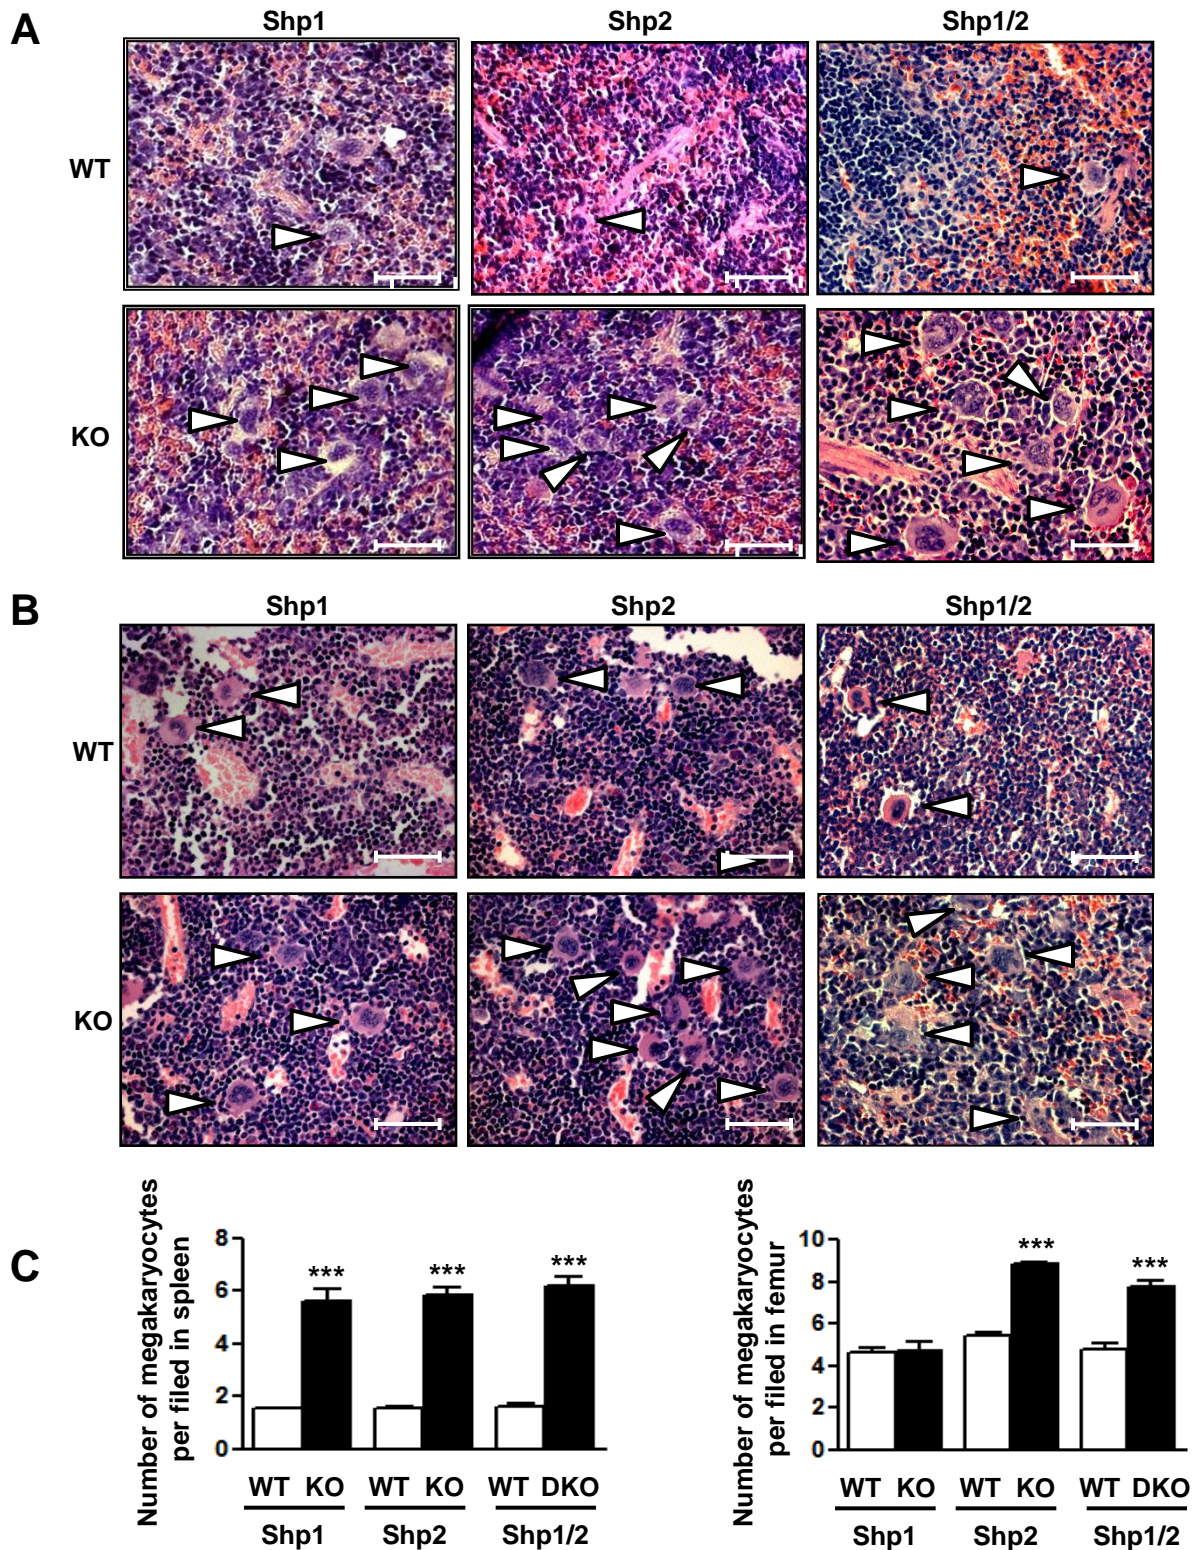 A
Shp1 Shp2 Shp1/2
WT
KO
B
Shp1 Shp2 Shp1/2
WT
KO
C
Number of megakaryocytes
per filed in spleen
8
6
4
2
0
*** *** ***
WT KO WT KO WT DKO
Shp1 Shp2 Shp1/2
Number of megakaryocytes
per filed in femur
10
8
6
4
2
0
*** ***
WT KO WT KO WT DKO
Shp1 Shp2 Shp1/2